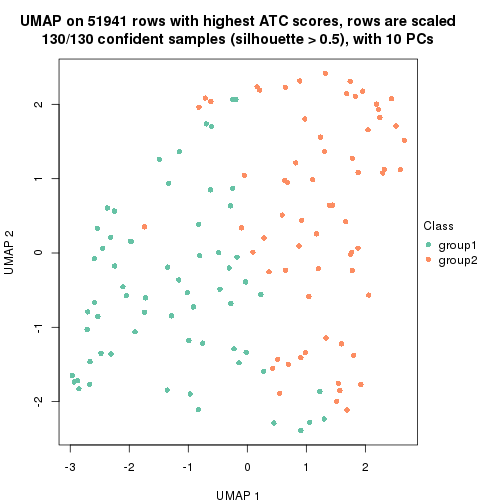 UMAP on 51941 rows with highest ATC scores, rows are scaled
130/130 confident samples (silhouette > 0.5), with 10 PCs
2
1
0
-1
-2
UMAP 2
-3
-2
-1
0
1
2
UMAP 1
Class
group1
group2